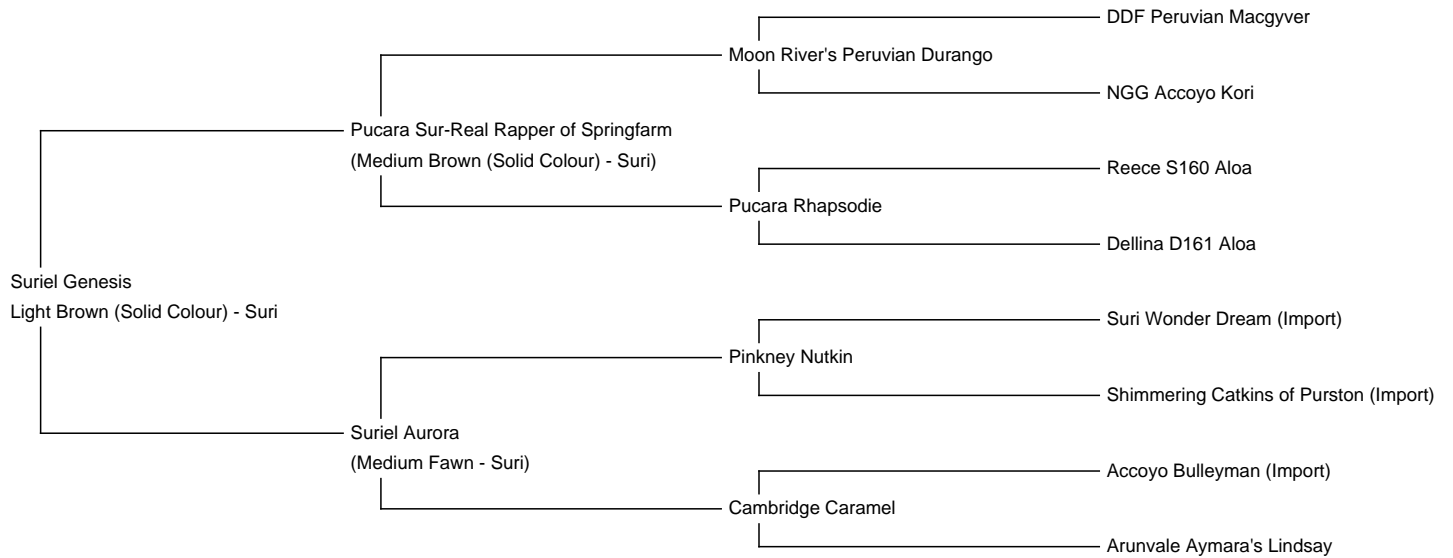 DDF Peruvian Macgyver
Moon River's Peruvian Durango
NGG Accoyo Kori
Pucara Sur-Real Rapper of Springfarm
(Medium Brown (Solid Colour) - Suri)
Reece S160 Aloa
Pucara Rhapsodie
Dellina D161 Aloa
Suriel Genesis
Light Brown (Solid Colour) - Suri
Suri Wonder Dream (Import)
Pinkney Nutkin
Shimmering Catkins of Purston (Import)
Suriel Aurora
(Medium Fawn - Suri)
Accoyo Bulleyman (Import)
Cambridge Caramel
Arunvale Aymara's Lindsay